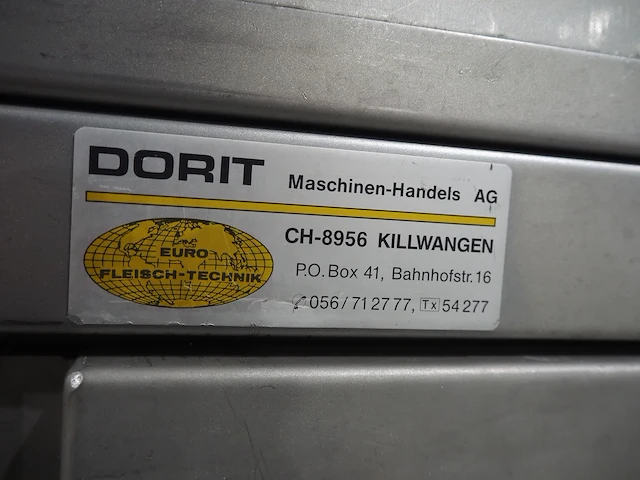 DORIT Maschinen-Handels AG
CH-8956 KILLWANGEN
EURO
FLEISCH-TECHNIK
P.O. Box 41, Bahnhofstr. 16
✆ 056/71 27 77, Tx 54 277